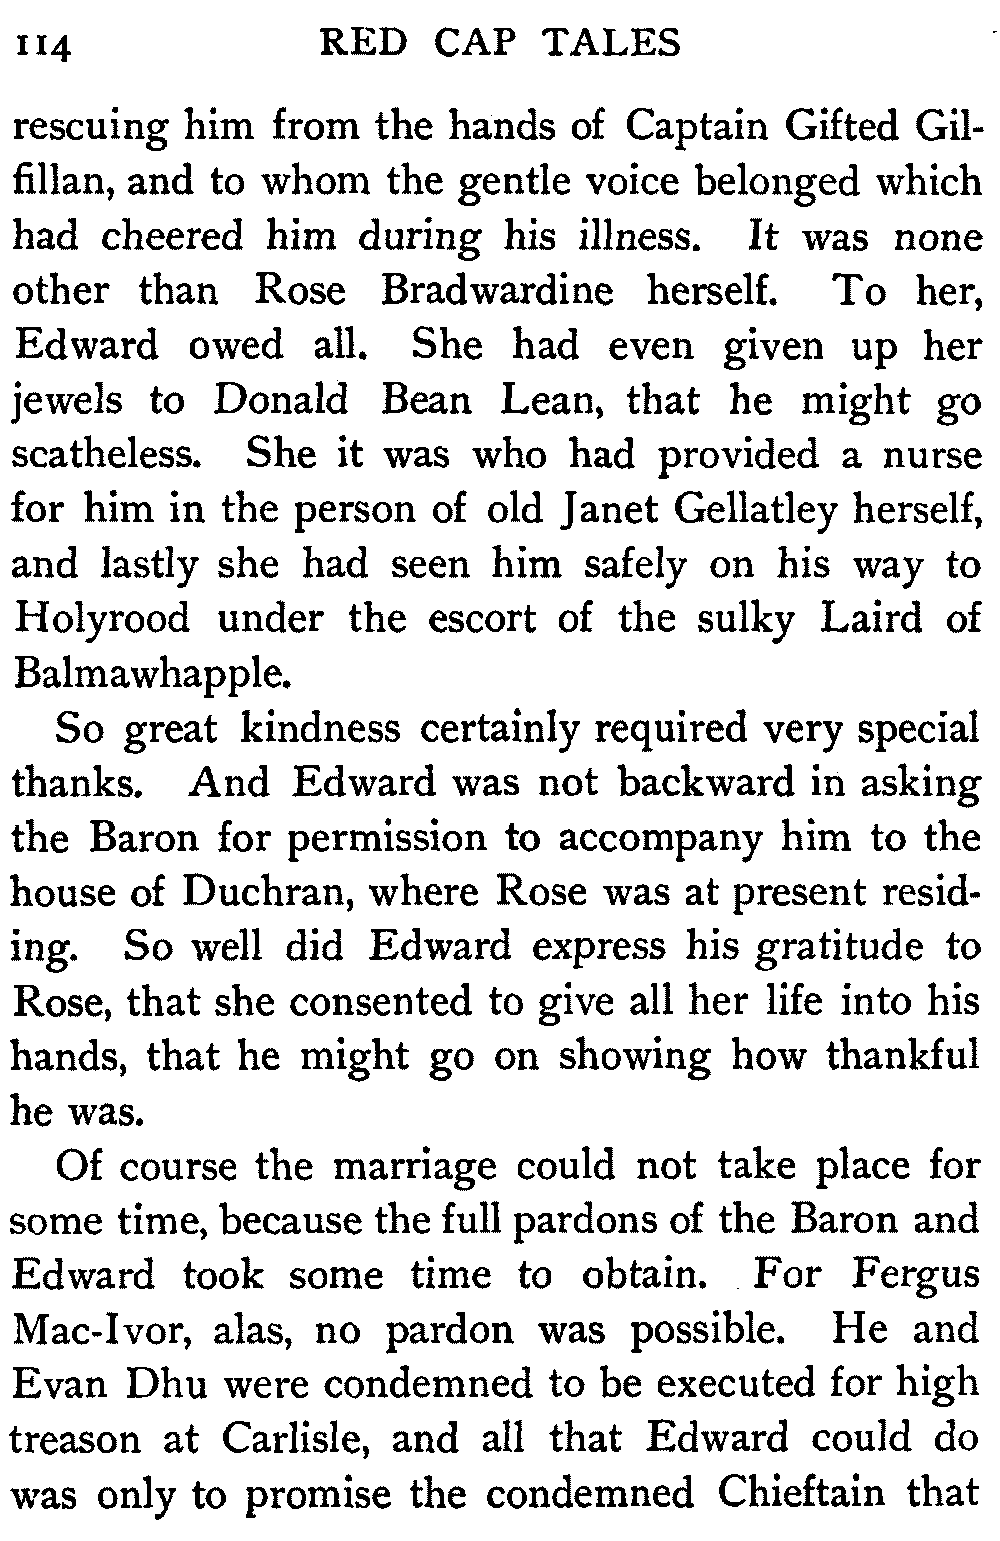 114 RED CAP TALES
rescuing him from the hands of Captain Gifted Gil-
fillan, and to whom the gentle voice belonged which
had cheered him during his illness. It was none
other than Rose Bradwardine herself. To her,
Edward owed all. She had even given up her
jewels to Donald Bean Lean, that he might go
scatheless. She it was who had provided a nurse
for him in the person of old Janet Gellatley herself,
and lastly she had seen him safely on his way to
Holyrood under the escort of the sulky Laird of
Balmawhapple.
So great kindness certainly required very special
thanks. And Edward was not backward in asking
the Baron for permission to accompany him to the
house of Duchran, where Rose was at present resid-
ing. So well did Edward express his gratitude to
Rose, that she consented to give all her life into his
hands, that he might go on showing how thankful
he was.
Of course the marriage could not take place for
some time, because the full pardons of the Baron and
Edward took some time to obtain. For Fergus
Mac-Ivor, alas, no pardon was possible. He and
Evan Dhu were condemned to be executed for high
treason at Carlisle, and all that Edward could do
was only to promise the condemned Chieftain that